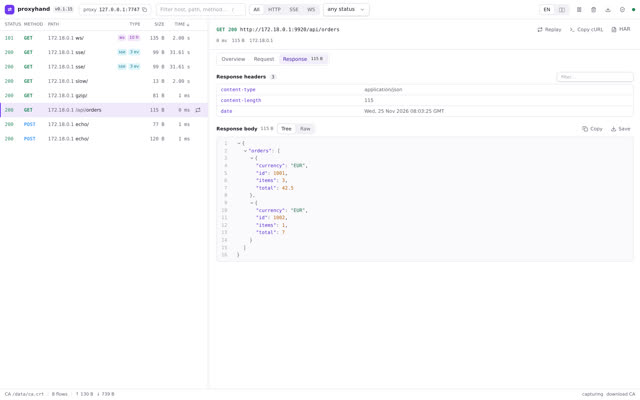 proxyhand v0.1.33 proxy 127.0.0.1:7747 Filter host, path, method... / All HTTP SSE WS any status EN
STATUS METHOD PATH TYPE SIZE TIME
101 GET 172.18.0.1 ws/ ws 10 fr 135 B 2.00 s
200 GET 172.18.0.1 sse/ sse 3 ev 99 B 31.61 s
200 GET 172.18.0.1 sse/ sse 3 ev 99 B 31.61 s
200 GET 172.18.0.1 slow/ 13 B 2.00 s
200 GET 172.18.0.1 gzip/ 81 B 1 ms
200 GET 172.18.0.1 /api/orders 115 B 0 ms
200 POST 172.18.0.1 echo/ 77 B 1 ms
200 POST 172.18.0.1 echo/ 120 B 1 ms
GET 200 http://172.18.0.1:9920/api/orders Replay Copy cURL HAR
0 ms 115 B 172.18.0.1
Overview Request Response 115 B
Response headers 3 Filter...
content-type application/json
content-length 115
date Wed, 25 Nov 2026 08:03:25 GMT
Response body 115 B Tree Raw Copy Save
1 {
2 "orders": [
3 {
4 "currency": "EUR",
5 "id": 1001,
6 "items": 3,
7 "total": 42.5
8 },
9 {
10 "currency": "EUR",
11 "id": 1002,
12 "items": 1,
13 "total": 7
14 }
15 ]
16 }
CA /data/ca.crt 8 Rows ↑ 130 B ↓ 739 B capturing download CA